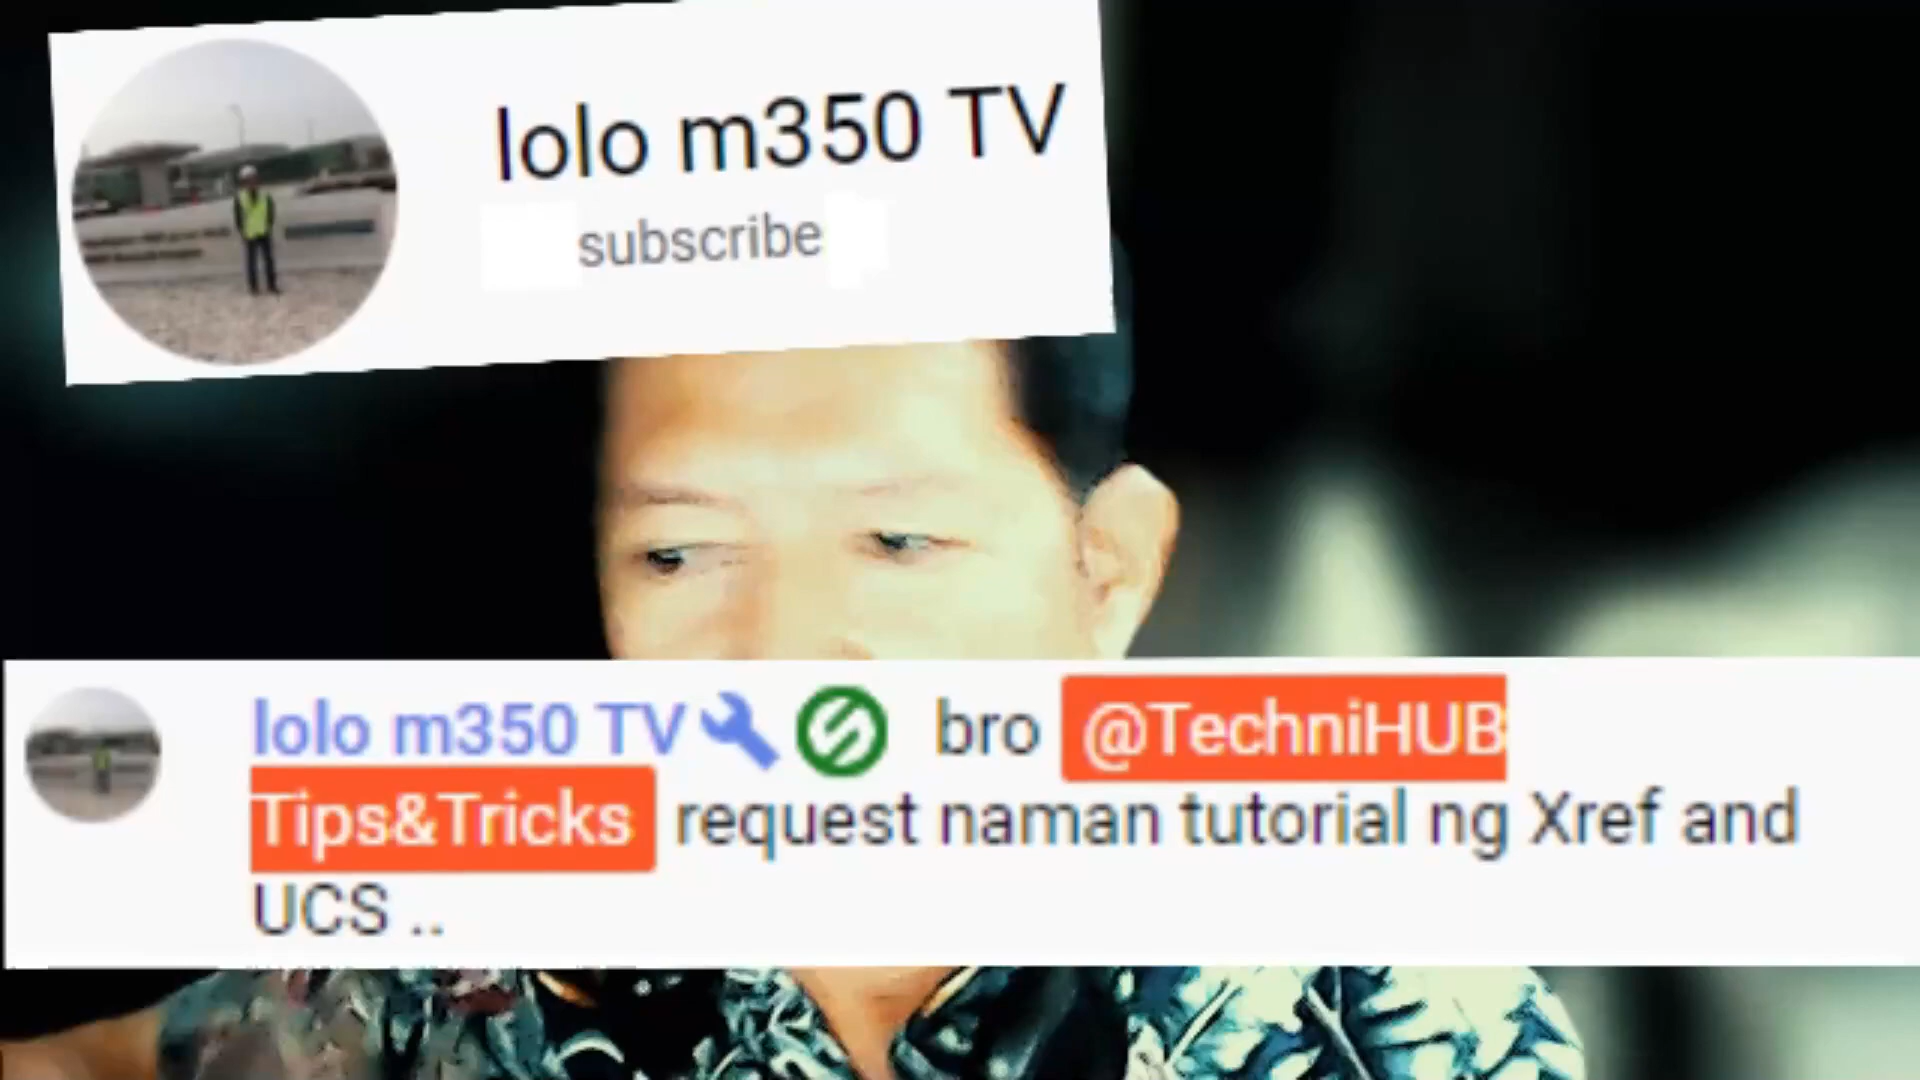 lolo m350 TV
subscribe
lolo m350 TV bro @TechniHUB
Tips&Tricks request naman tutorial ng Xref and
UCS ..